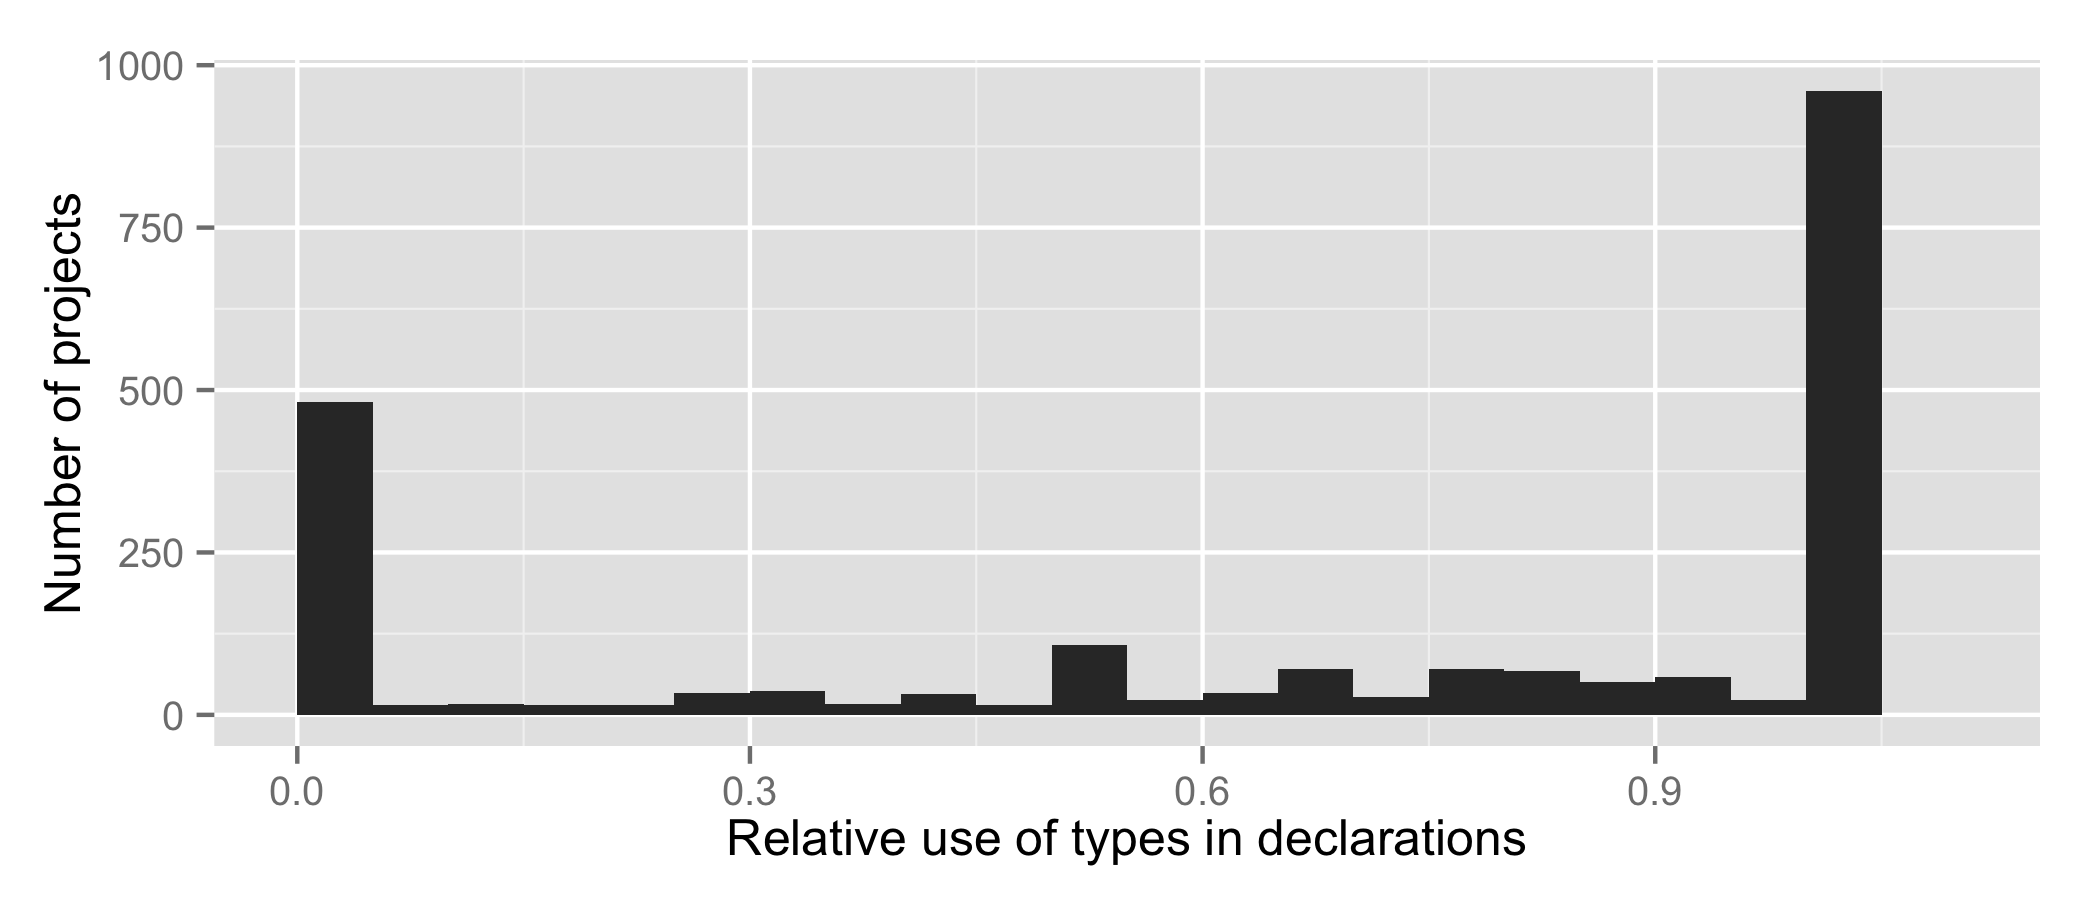 1000
750
500
250
0
Number of projects
0.0 0.3 0.6 0.9
Relative use of types in declarations